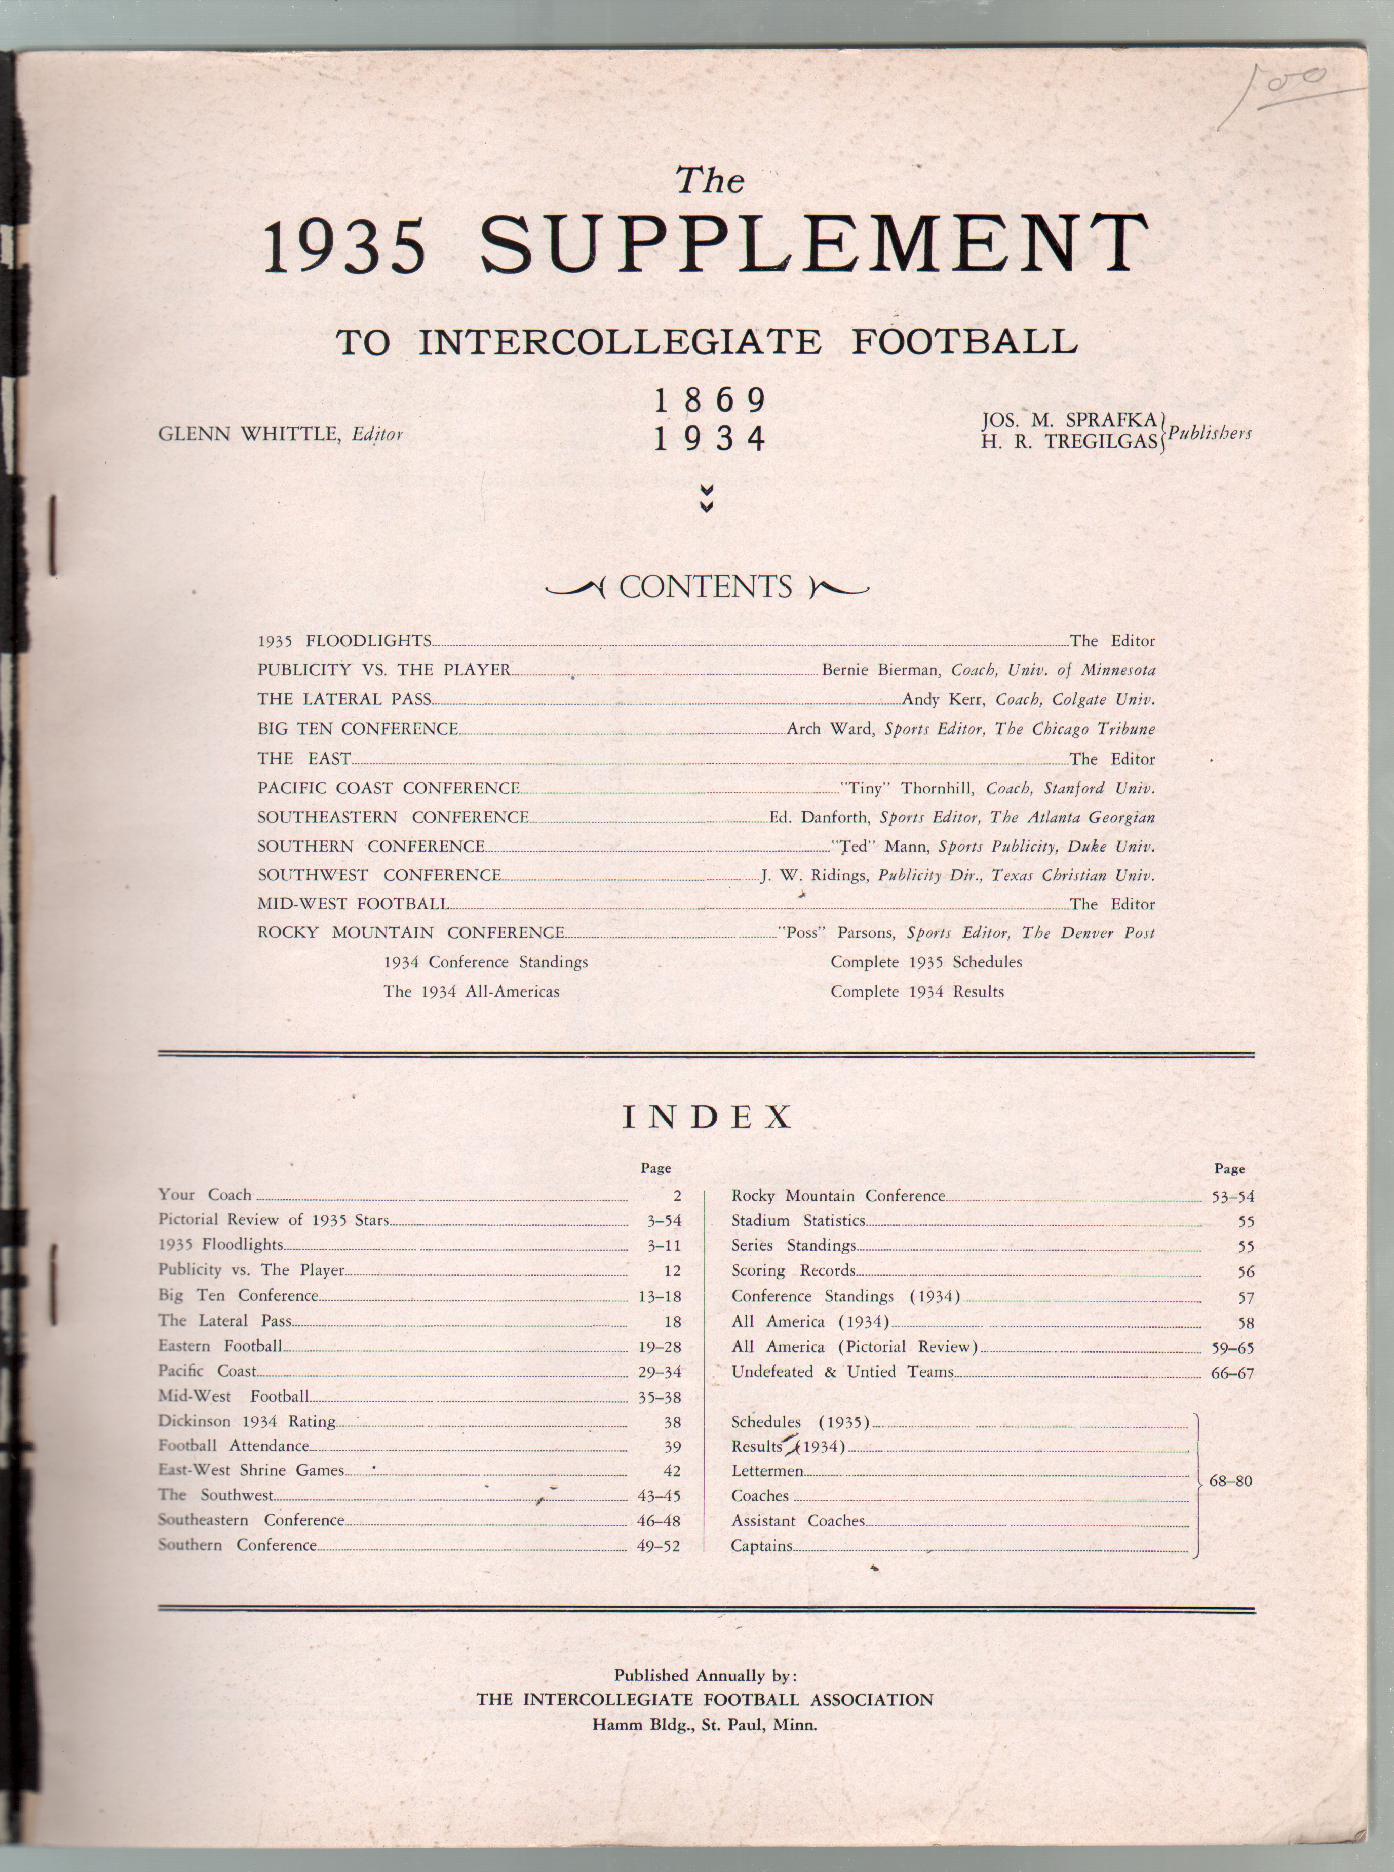 500
The
1935 SUPPLEMENT
TO INTERCOLLEGIATE FOOTBALL
1869
1934
GLENN WHITTLE, Editor
JOS. M. SPRAFKA
H. R. TREGILGAS } Publishers
CONTENTS
1935 FLOODLIGHTS The Editor
PUBLICITY VS. THE PLAYER Bernie Bierman, Coach, Univ. of Minnesota
THE LATERAL PASS Andy Kerr, Coach, Colgate Univ.
BIG TEN CONFERENCE Arch Ward, Sports Editor, The Chicago Tribune
THE EAST The Editor
PACIFIC COAST CONFERENCE "Tiny" Thornhill, Coach, Stanford Univ.
SOUTHEASTERN CONFERENCE Ed. Danforth, Sports Editor, The Atlanta Georgian
SOUTHERN CONFERENCE "Ted" Mann, Sports Publicity, Duke Univ.
SOUTHWEST CONFERENCE J. W. Ridings, Publicity Dir., Texas Christian Univ.
MID-WEST FOOTBALL The Editor
ROCKY MOUNTAIN CONFERENCE "Poss" Parsons, Sports Editor, The Denver Post
1934 Conference Standings Complete 1935 Schedules
The 1934 All-Americas Complete 1934 Results
INDEX
Page
Your Coach 2
Pictorial Review of 1935 Stars 3–54
1935 Floodlights 3–11
Publicity vs. The Player 12
Big Ten Conference 13–18
The Lateral Pass 18
Eastern Football 19–28
Pacific Coast 29–34
Mid-West Football 35–38
Dickinson 1934 Rating 38
Football Attendance 39
East-West Shrine Games 42
The Southwest 43–45
Southeastern Conference 46–48
Southern Conference 49–52
Page
Rocky Mountain Conference 53–54
Stadium Statistics 55
Series Standings 55
Scoring Records 56
Conference Standings (1934) 57
All America (1934) 58
All America (Pictorial Review) 59–65
Undefeated & Untied Teams 66–67
Schedules (1935)
Results (1934)
Lettermen
Coaches
Assistant Coaches
Captains
68–80
Published Annually by:
THE INTERCOLLEGIATE FOOTBALL ASSOCIATION
Hamm Bldg., St. Paul, Minn.